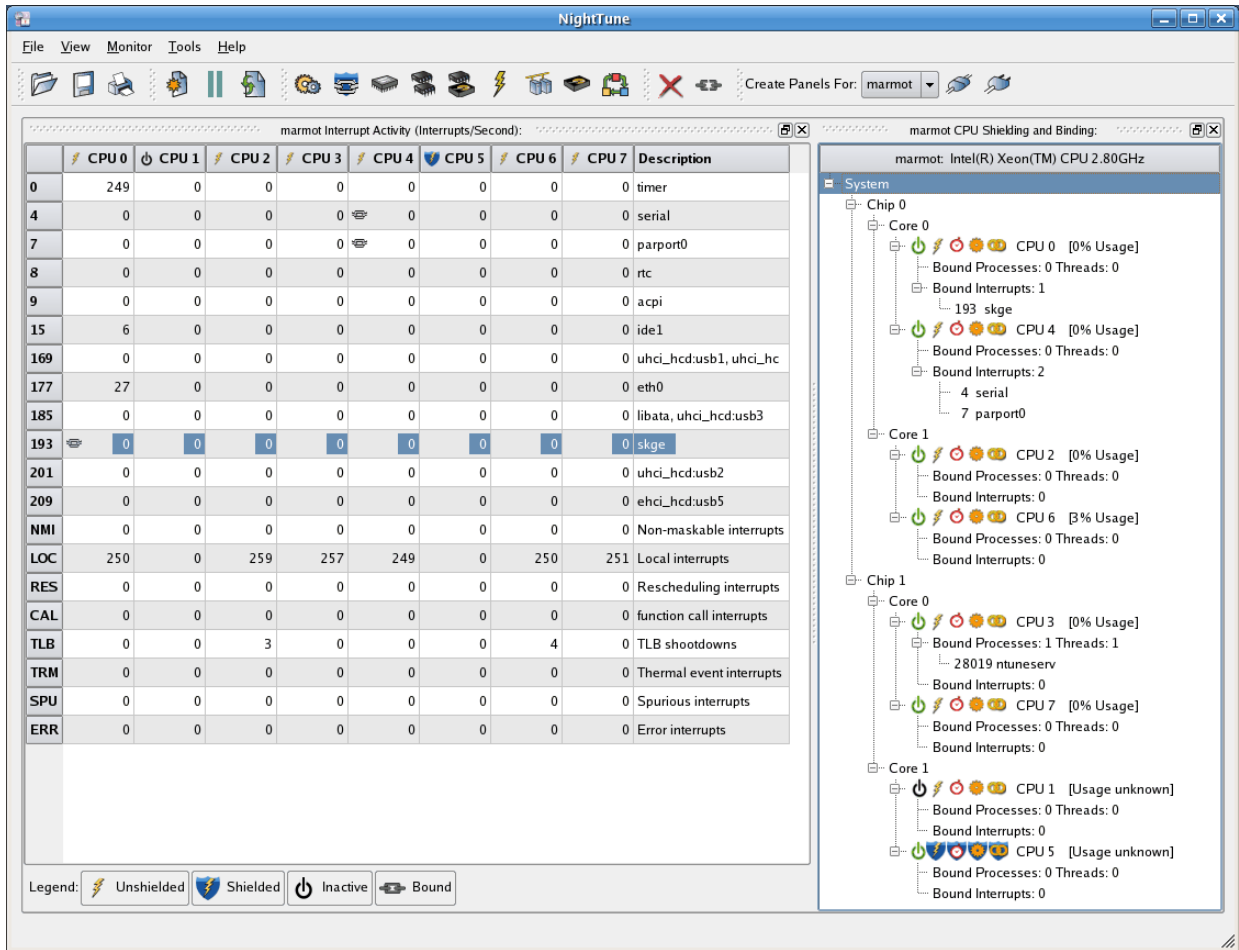 NightTune
File View Monitor Tools Help
Create Panels For: marmot
marmot Interrupt Activity (Interrupts/Second):
CPU 0 CPU 1 CPU 2 CPU 3 CPU 4 CPU 5 CPU 6 CPU 7 Description
0 249 0 0 0 0 0 0 0 timer
4 0 0 0 0 0 0 0 0 serial
7 0 0 0 0 0 0 0 0 parport0
8 0 0 0 0 0 0 0 0 rtc
9 0 0 0 0 0 0 0 0 acpi
15 6 0 0 0 0 0 0 0 ide1
169 0 0 0 0 0 0 0 0 uhci_hcd:usb1, uhci_hc
177 27 0 0 0 0 0 0 0 eth0
185 0 0 0 0 0 0 0 0 libata, uhci_hcd:usb3
193 0 0 0 0 0 0 0 0 skge
201 0 0 0 0 0 0 0 0 uhci_hcd:usb2
209 0 0 0 0 0 0 0 0 ehci_hcd:usb5
NMI 0 0 0 0 0 0 0 0 Non-maskable interrupts
LOC 250 0 259 257 249 0 250 251 Local interrupts
RES 0 0 0 0 0 0 0 0 Rescheduling interrupts
CAL 0 0 0 0 0 0 0 0 function call interrupts
TLB 0 0 3 0 0 0 4 0 TLB shootdowns
TRM 0 0 0 0 0 0 0 0 Thermal event interrupts
SPU 0 0 0 0 0 0 0 0 Spurious interrupts
ERR 0 0 0 0 0 0 0 0 Error interrupts
Legend: Unshielded Shielded Inactive Bound
marmot CPU Shielding and Binding:
marmot: Intel(R) Xeon(TM) CPU 2.80GHz
System
Chip 0
Core 0
CPU 0 [0% Usage]
Bound Processes: 0 Threads: 0
Bound Interrupts: 1
193 skge
CPU 4 [0% Usage]
Bound Processes: 0 Threads: 0
Bound Interrupts: 2
4 serial
7 parport0
Core 1
CPU 2 [0% Usage]
Bound Processes: 0 Threads: 0
Bound Interrupts: 0
CPU 6 [3% Usage]
Bound Processes: 0 Threads: 0
Bound Interrupts: 0
Chip 1
Core 0
CPU 3 [0% Usage]
Bound Processes: 1 Threads: 1
28019 ntuneserv
Bound Interrupts: 0
CPU 7 [0% Usage]
Bound Processes: 0 Threads: 0
Bound Interrupts: 0
Core 1
CPU 1 [Usage unknown]
Bound Processes: 0 Threads: 0
Bound Interrupts: 0
CPU 5 [Usage unknown]
Bound Processes: 0 Threads: 0
Bound Interrupts: 0